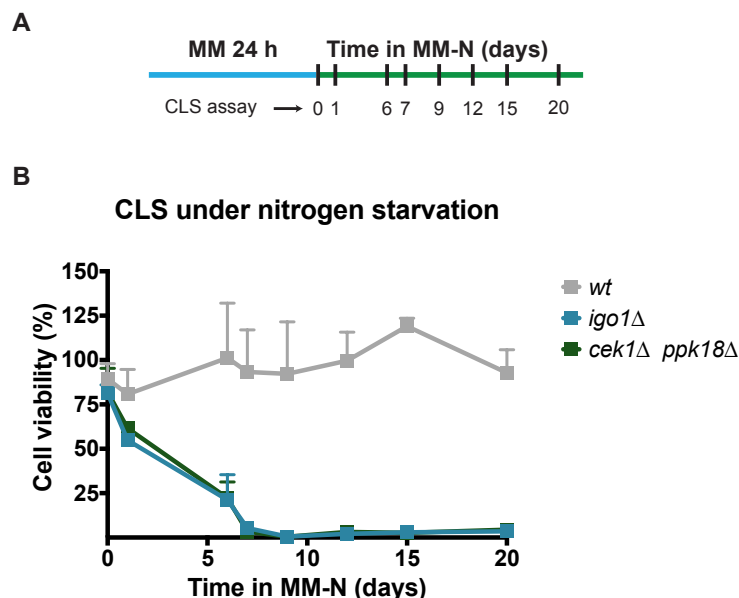 A
MM 24 h Time in MM-N (days)
CLS assay 0 1 6 7 9 12 15 20
B
CLS under nitrogen starvation
150
125
100
75
50
25
Cell viability (%)
0 5 10 15 20
Time in MM-N (days)
wt
igo1Δ
cek1Δ ppk18Δ